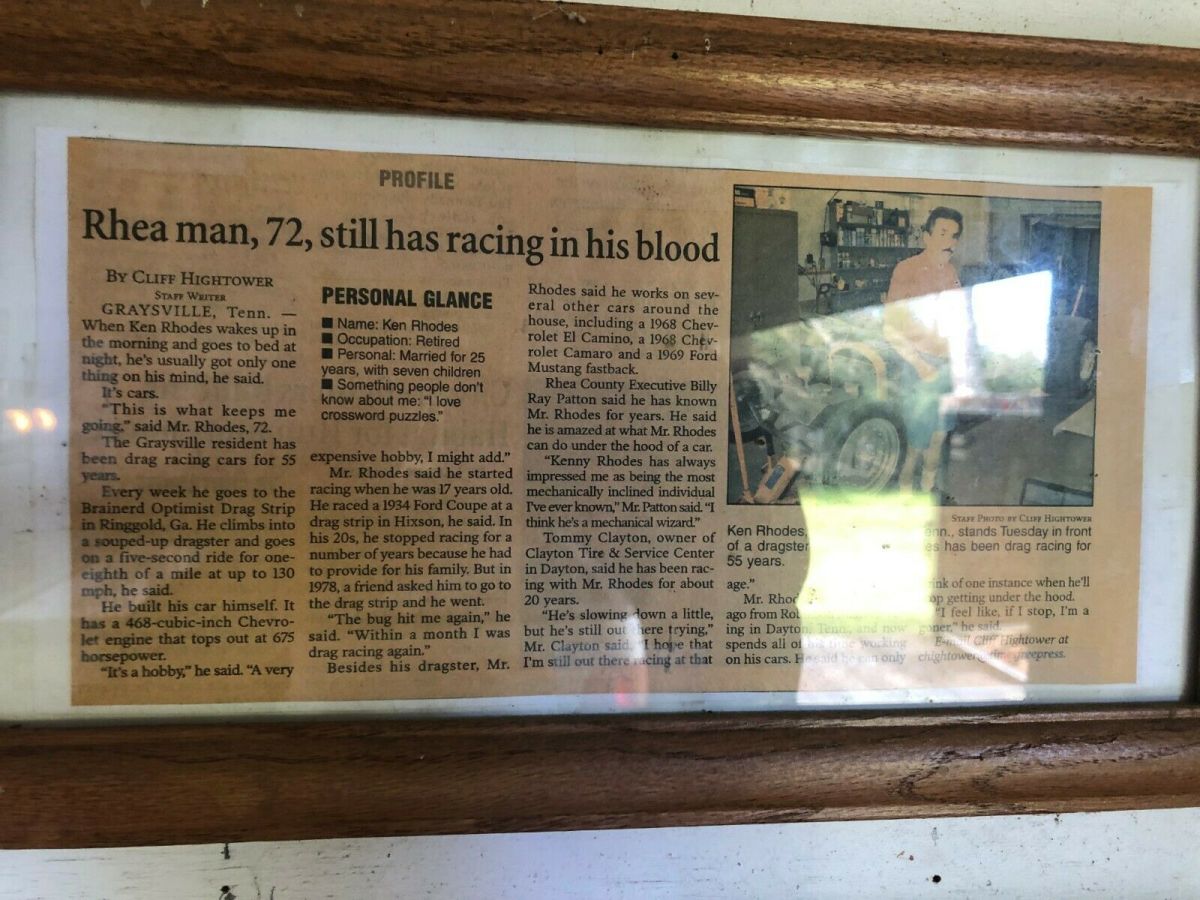 PROFILE
Rhea man, 72, still has racing in his blood
BY CLIFF HIGHTOWER
STAFF WRITER
GRAYSVILLE, Tenn. —
When Ken Rhodes wakes up in
the morning and goes to bed at
night, he's usually got only one
thing on his mind, he said.
It's cars.
"This is what keeps me
going," said Mr. Rhodes, 72.
The Graysville resident has
been drag racing cars for 55
years.
Every week he goes to the
Brainerd Optimist Drag Strip
in Ringgold, Ga. He climbs into
a souped-up dragster and goes
on a five-second ride for one-
eighth of a mile at up to 130
mph, he said.
He built his car himself. It
has a 468-cubic-inch Chevro-
let engine that tops out at 675
horsepower.
"It's a hobby," he said. "A very
PERSONAL GLANCE
■ Name: Ken Rhodes
■ Occupation: Retired
■ Personal: Married for 25
years, with seven children
■ Something people don't
know about me: "I love
crossword puzzles."
expensive hobby, I might add."
Mr. Rhodes said he started
racing when he was 17 years old.
He raced a 1934 Ford Coupe at a
drag strip in Hixson, he said. In
his 20s, he stopped racing for a
number of years because he had
to provide for his family. But in
1978, a friend asked him to go to
the drag strip and he went.
"The bug hit me again," he
said. "Within a month I was
drag racing again."
Besides his dragster, Mr.
Rhodes said he works on sev-
eral other cars around the
house, including a 1968 Chev-
rolet El Camino, a 1968 Chev-
rolet Camaro and a 1969 Ford
Mustang fastback.
Rhea County Executive Billy
Ray Patton said he has known
Mr. Rhodes for years. He said
he is amazed at what Mr. Rhodes
can do under the hood of a car.
"Kenny Rhodes has always
impressed me as being the most
mechanically inclined individual
I've ever known," Mr. Patton said. "I
think he's a mechanical wizard."
Tommy Clayton, owner of
Clayton Tire & Service Center
in Dayton, said he has been rac-
ing with Mr. Rhodes for about
20 years.
"He's slowing down a little,
but he's still out there trying,"
Mr. Clayton said. "I hope that
I'm still out there racing at that
STAFF PHOTO BY CLIFF HIGHTOWER
Ken Rhodes, stands Tuesday in front
of a dragster has been drag racing for
55 years.
age."
Mr.
ago from
ing in Dayton, Tenn., and now
spends all of his time working
on his cars. He said he can only
of one instance when he'll
getting under the hood.
"I feel like, if I stop, I'm a
goner," he said.
E-mail Cliff Hightower at